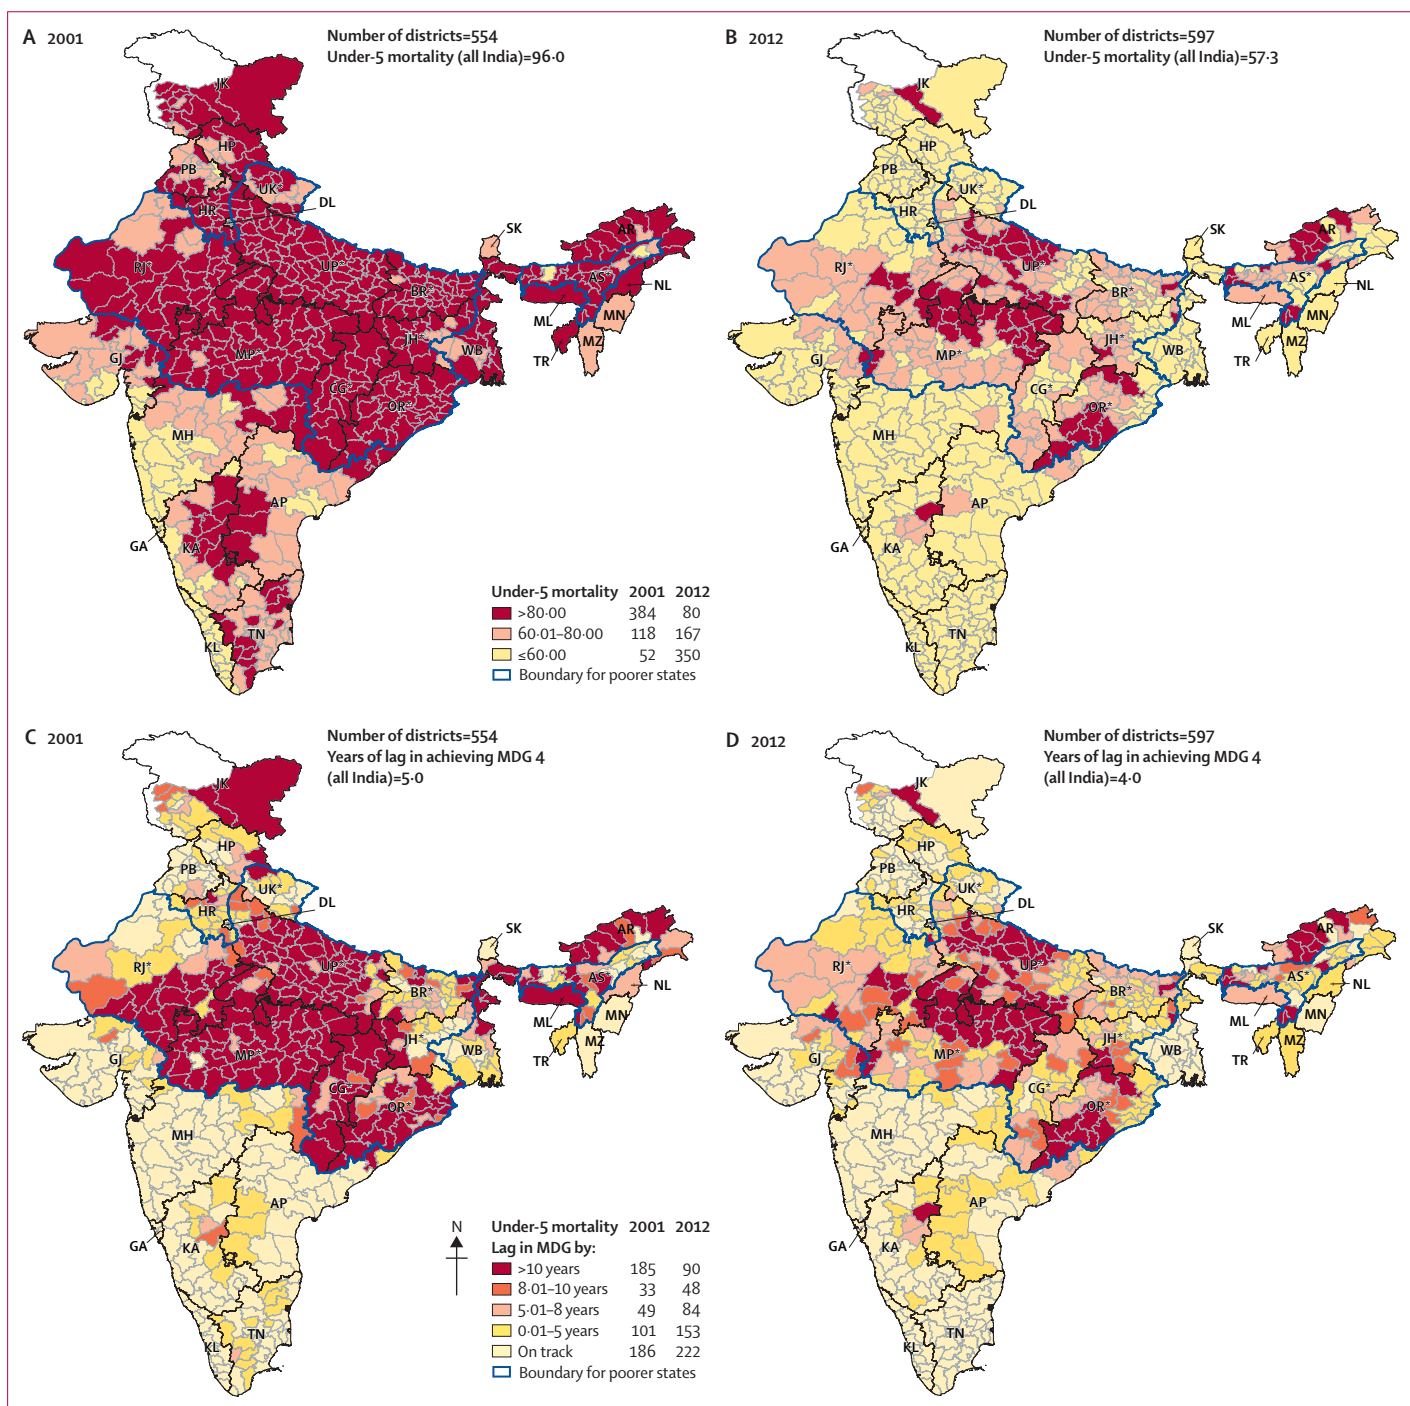 A 2001
Number of districts=554
Under-5 mortality (all India)=96·0
JK
HP
PB
UK*
HR
DL
RJ*
UP*
BR*
SK
AR
AS*
NL
ML
MN
TR
MZ
GJ
MP*
JH*
WB
CG*
OR*
MH
AP
GA
KA
TN
KL
B 2012
Number of districts=597
Under-5 mortality (all India)=57·3
JK
HP
PB
UK*
HR
DL
RJ*
UP*
BR*
SK
AR
AS*
NL
ML
MN
TR
MZ
GJ
MP*
JH*
WB
CG*
OR*
MH
AP
GA
KA
TN
KL
Under-5 mortality 2001 2012
>80·00 384 80
60·01–80·00 118 167
≤60·00 52 350
Boundary for poorer states
C 2001
Number of districts=554
Years of lag in achieving MDG 4
(all India)=5·0
JK
HP
PB
UK*
HR
DL
RJ*
UP*
BR*
SK
AR
AS*
NL
ML
MN
TR
MZ
GJ
MP*
JH*
WB
CG*
OR*
MH
AP
GA
KA
TN
KL
D 2012
Number of districts=597
Years of lag in achieving MDG 4
(all India)=4·0
JK
HP
PB
UK*
HR
DL
RJ*
UP*
BR*
SK
AR
AS*
NL
ML
MN
TR
MZ
GJ
MP*
JH*
WB
CG*
OR*
MH
AP
GA
KA
TN
KL
N
Under-5 mortality 2001 2012
Lag in MDG by:
>10 years 185 90
8·01–10 years 33 48
5·01–8 years 49 84
0·01–5 years 101 153
On track 186 222
Boundary for poorer states